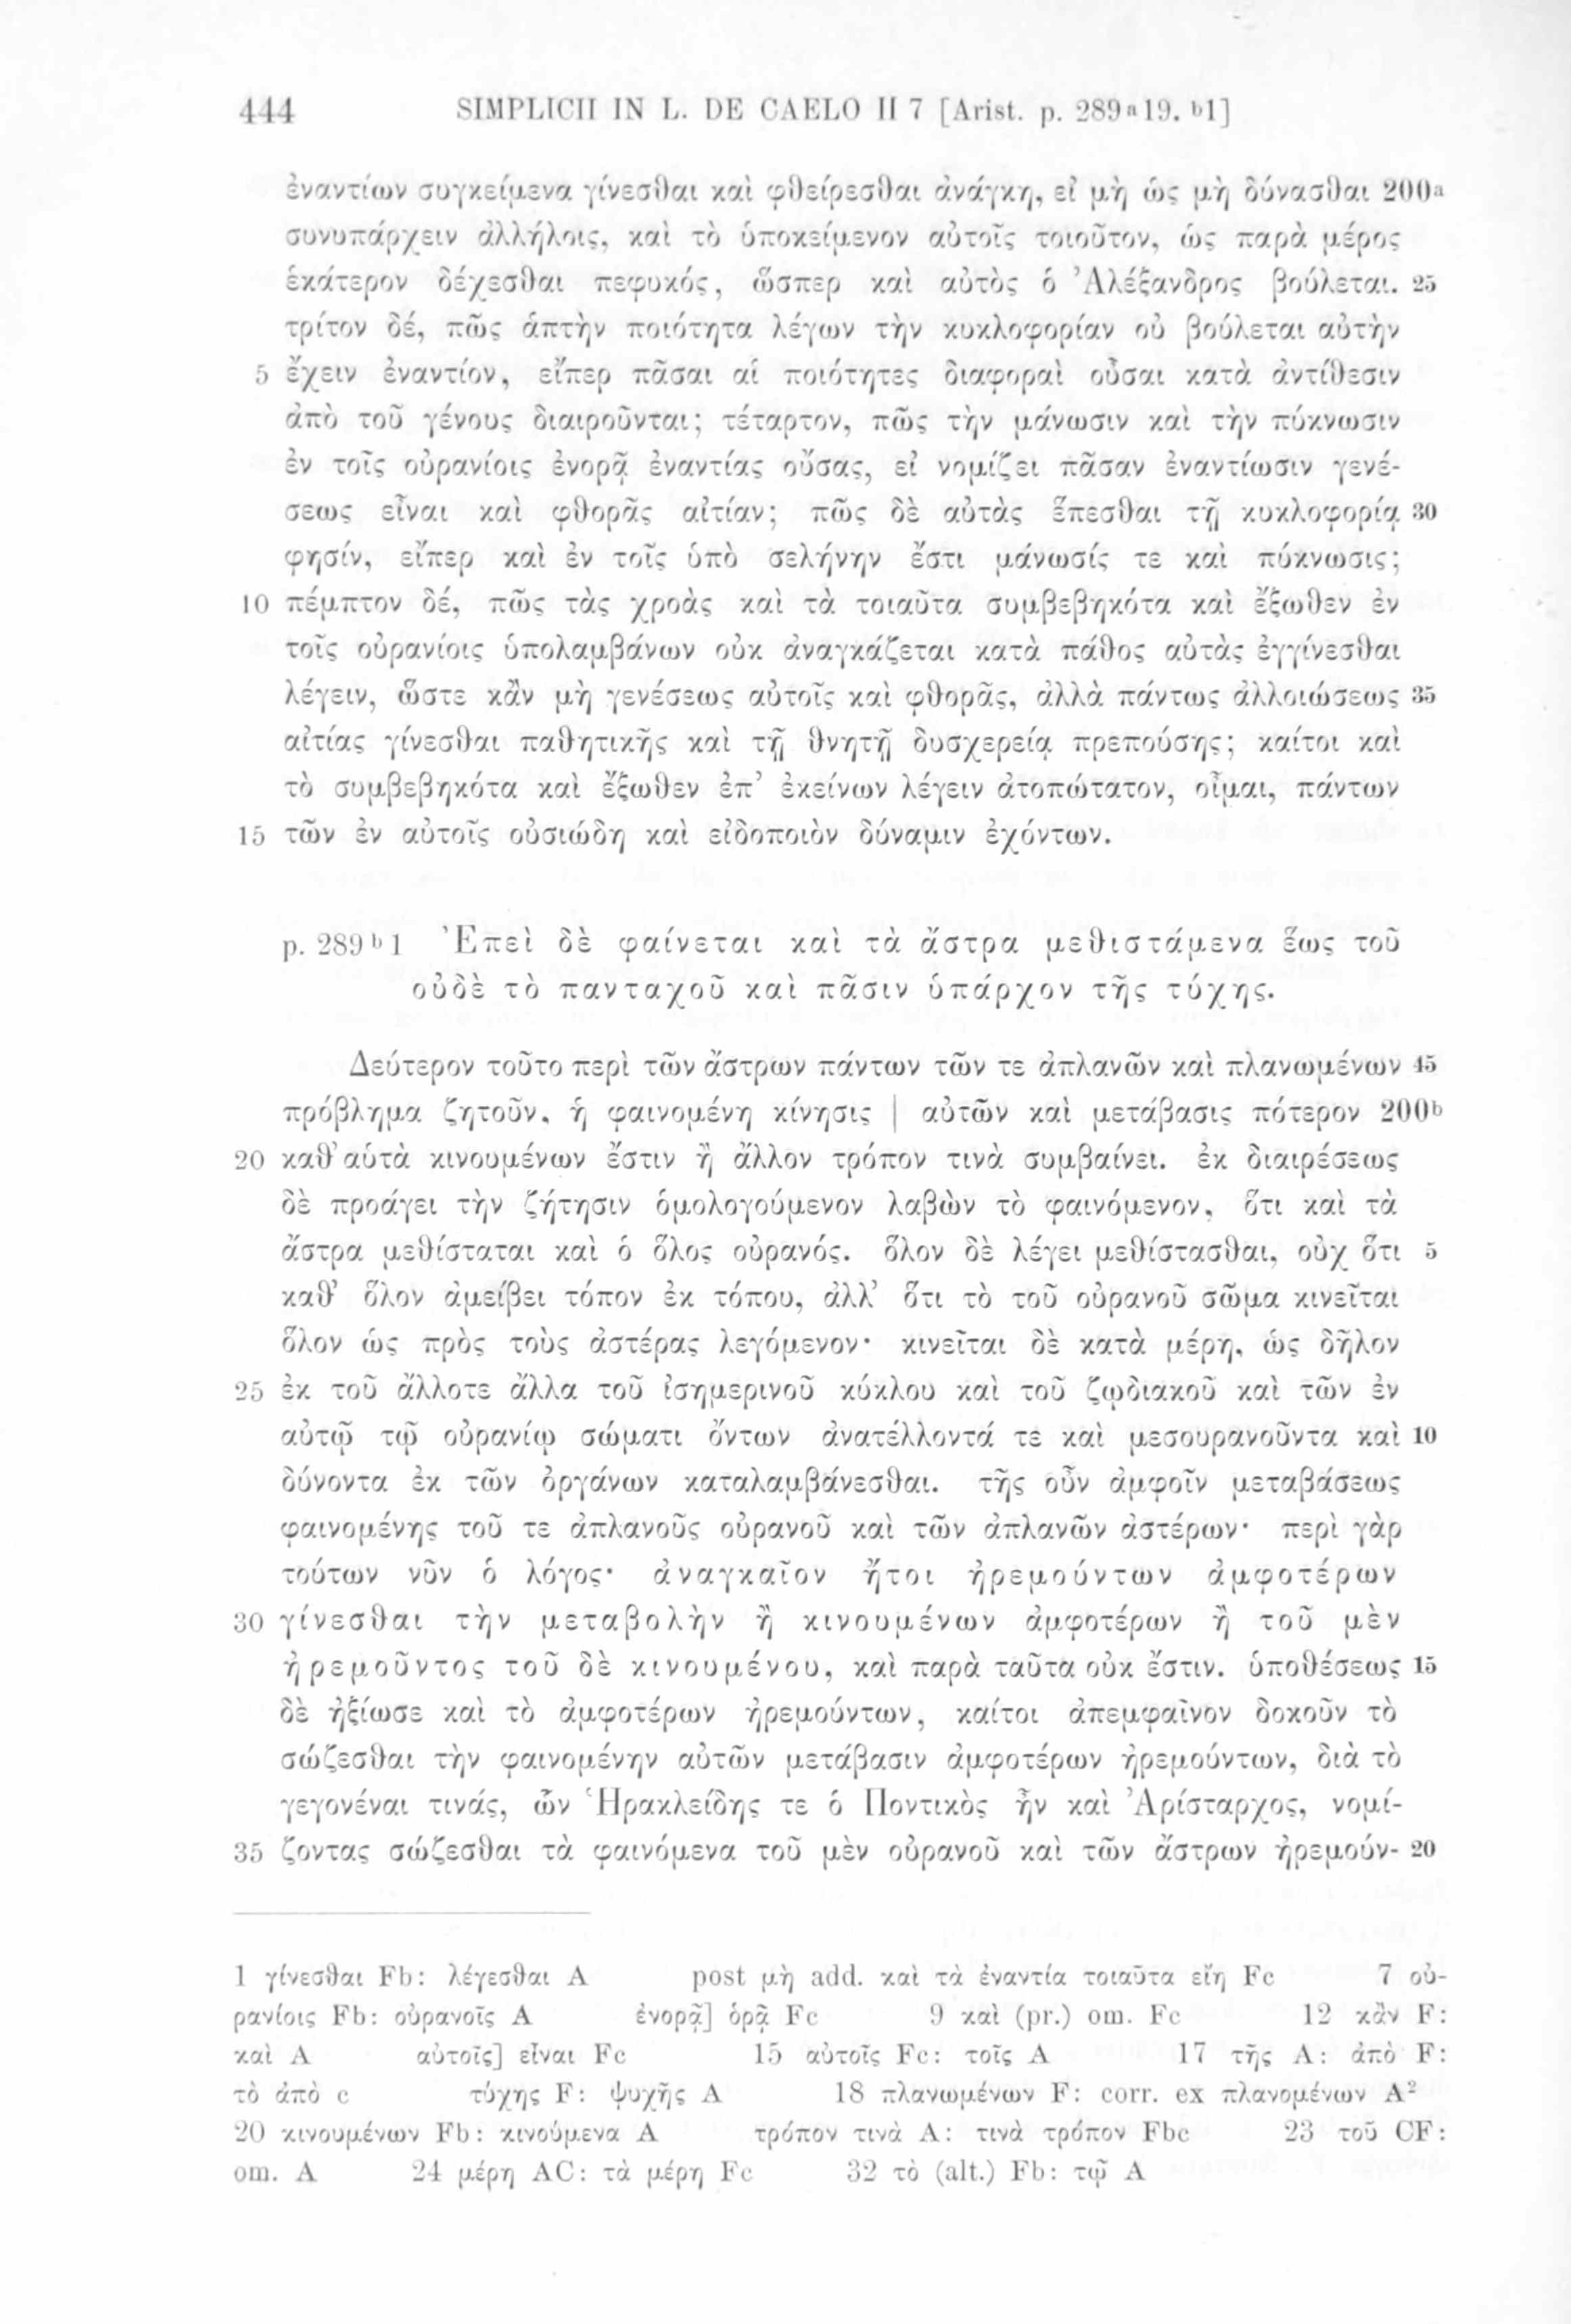 444 SIMPLICII IN L. DE CAELO II 7 [Arist. p. 289ᵃ19. ᵇ1]
ἐναντίων συγκείμενα γίνεσθαι καὶ φθείρεσθαι ἀνάγκη, εἰ μὴ ὡς μὴ δύνασθαι 200ᵃ
συνυπάρχειν ἀλλήλοις, καὶ τὸ ὑποκείμενον αὐτοῖς τοιοῦτον, ὡς παρὰ μέρος
ἑκάτερον δέχεσθαι πεφυκός, ὥσπερ καὶ αὐτὸς ὁ Ἀλέξανδρος βούλεται. 25
τρίτον δέ, πῶς ἁπτὴν ποιότητα λέγων τὴν κυκλοφορίαν οὐ βούλεται αὐτὴν
5 ἔχειν ἐναντίον, εἴπερ πᾶσαι αἱ ποιότητες διαφοραὶ οὖσαι κατὰ ἀντίθεσιν
ἀπὸ τοῦ γένους διαιροῦνται; τέταρτον, πῶς τὴν μάνωσιν καὶ τὴν πύκνωσιν
ἐν τοῖς οὐρανίοις ἐνορᾷ ἐναντίας οὔσας, εἰ νομίζει πᾶσαν ἐναντίωσιν γενέ-
σεως εἶναι καὶ φθορᾶς αἰτίαν; πῶς δὲ αὐτὰς ἕπεσθαι τῇ κυκλοφορίᾳ 30
φησίν, εἴπερ καὶ ἐν τοῖς ὑπὸ σελήνην ἔστι μάνωσίς τε καὶ πύκνωσις;
10 πέμπτον δέ, πῶς τὰς χροὰς καὶ τὰ τοιαῦτα συμβεβηκότα καὶ ἔξωθεν ἐν
τοῖς οὐρανίοις ὑπολαμβάνων οὐκ ἀναγκάζεται κατὰ πάθος αὐτὰς ἐγγίνεσθαι
λέγειν, ὥστε κἂν μὴ γενέσεως αὐτοῖς καὶ φθορᾶς, ἀλλὰ πάντως ἀλλοιώσεως 35
αἰτίας γίνεσθαι παθητικῆς καὶ τῇ θνητῇ δυσχερείᾳ πρεπούσης; καίτοι καὶ
τὸ συμβεβηκότα καὶ ἔξωθεν ἐπ’ ἐκείνων λέγειν ἀτοπώτατον, οἶμαι, πάντων
15 τῶν ἐν αὐτοῖς οὐσιώδη καὶ εἰδοποιὸν δύναμιν ἐχόντων.
p. 289ᵇ1 Ἐπεὶ δὲ φαίνεται καὶ τὰ ἄστρα μεθιστάμενα ἕως τοῦ
οὐδὲ τὸ πανταχοῦ καὶ πᾶσιν ὑπάρχον τῆς τύχης.
Δεύτερον τοῦτο περὶ τῶν ἄστρων πάντων τῶν τε ἀπλανῶν καὶ πλανωμένων 45
πρόβλημα ζητοῦν, ἡ φαινομένη κίνησις | αὐτῶν καὶ μετάβασις πότερον 200ᵇ
20 καθ’ αὑτὰ κινουμένων ἔστιν ἢ ἄλλον τρόπον τινὰ συμβαίνει. ἐκ διαιρέσεως
δὲ προάγει τὴν ζήτησιν ὁμολογούμενον λαβὼν τὸ φαινόμενον, ὅτι καὶ τὰ
ἄστρα μεθίσταται καὶ ὁ ὅλος οὐρανός. ὅλον δὲ λέγει μεθίστασθαι, οὐχ ὅτι 5
καθ’ ὅλον ἀμείβει τόπον ἐκ τόπου, ἀλλ’ ὅτι τὸ τοῦ οὐρανοῦ σῶμα κινεῖται
ὅλον ὡς πρὸς τοὺς ἀστέρας λεγόμενον· κινεῖται δὲ κατὰ μέρη, ὡς δῆλον
25 ἐκ τοῦ ἄλλοτε ἄλλα τοῦ ἰσημερινοῦ κύκλου καὶ τοῦ ζῳδιακοῦ καὶ τῶν ἐν
αὐτῷ τῷ οὐρανίῳ σώματι ὄντων ἀνατέλλοντά τε καὶ μεσουρανοῦντα καὶ 10
δύνοντα ἐκ τῶν ὀργάνων καταλαμβάνεσθαι. τῆς οὖν ἀμφοῖν μεταβάσεως
φαινομένης τοῦ τε ἀπλανοῦς οὐρανοῦ καὶ τῶν ἀπλανῶν ἀστέρων· περὶ γὰρ
τούτων νῦν ὁ λόγος· ἀναγκαῖον ἤτοι ἠρεμούντων ἀμφοτέρων
30 γίνεσθαι τὴν μεταβολὴν ἢ κινουμένων ἀμφοτέρων ἢ τοῦ μὲν
ἠρεμοῦντος τοῦ δὲ κινουμένου, καὶ παρὰ ταῦτα οὐκ ἔστιν. ὑποθέσεως 15
δὲ ἠξίωσε καὶ τὸ ἀμφοτέρων ἠρεμούντων, καίτοι ἀπεμφαῖνον δοκοῦν τὸ
σώζεσθαι τὴν φαινομένην αὐτῶν μετάβασιν ἀμφοτέρων ἠρεμούντων, διὰ τὸ
γεγονέναι τινάς, ὧν Ἡρακλείδης τε ὁ Ποντικὸς ἦν καὶ Ἀρίσταρχος, νομί-
35 ζοντας σώζεσθαι τὰ φαινόμενα τοῦ μὲν οὐρανοῦ καὶ τῶν ἄστρων ἠρεμούν- 20
1 γίνεσθαι Fb: λέγεσθαι A post μὴ add. καὶ τὰ ἐναντία τοιαῦτα εἴη Fc 7 οὐ-
ρανίοις Fb: οὐρανοῖς A ἐνορᾷ] ὁρᾷ Fc 9 καὶ (pr.) om. Fc 12 κἂν F:
καὶ A αὐτοῖς] εἶναι Fc 15 αὐτοῖς Fc: τοῖς A 17 τῆς A: ἀπὸ F:
τὸ ἀπὸ c τύχης F: ψυχῆς A 18 πλανωμένων F: corr. ex πλανομένων A²
20 κινουμένων Fb: κινούμενα A τρόπον τινὰ A: τινὰ τρόπον Fbc 23 τοῦ CF:
om. A 24 μέρη AC: τὰ μέρη Fc 32 τὸ (alt.) Fb: τῷ A